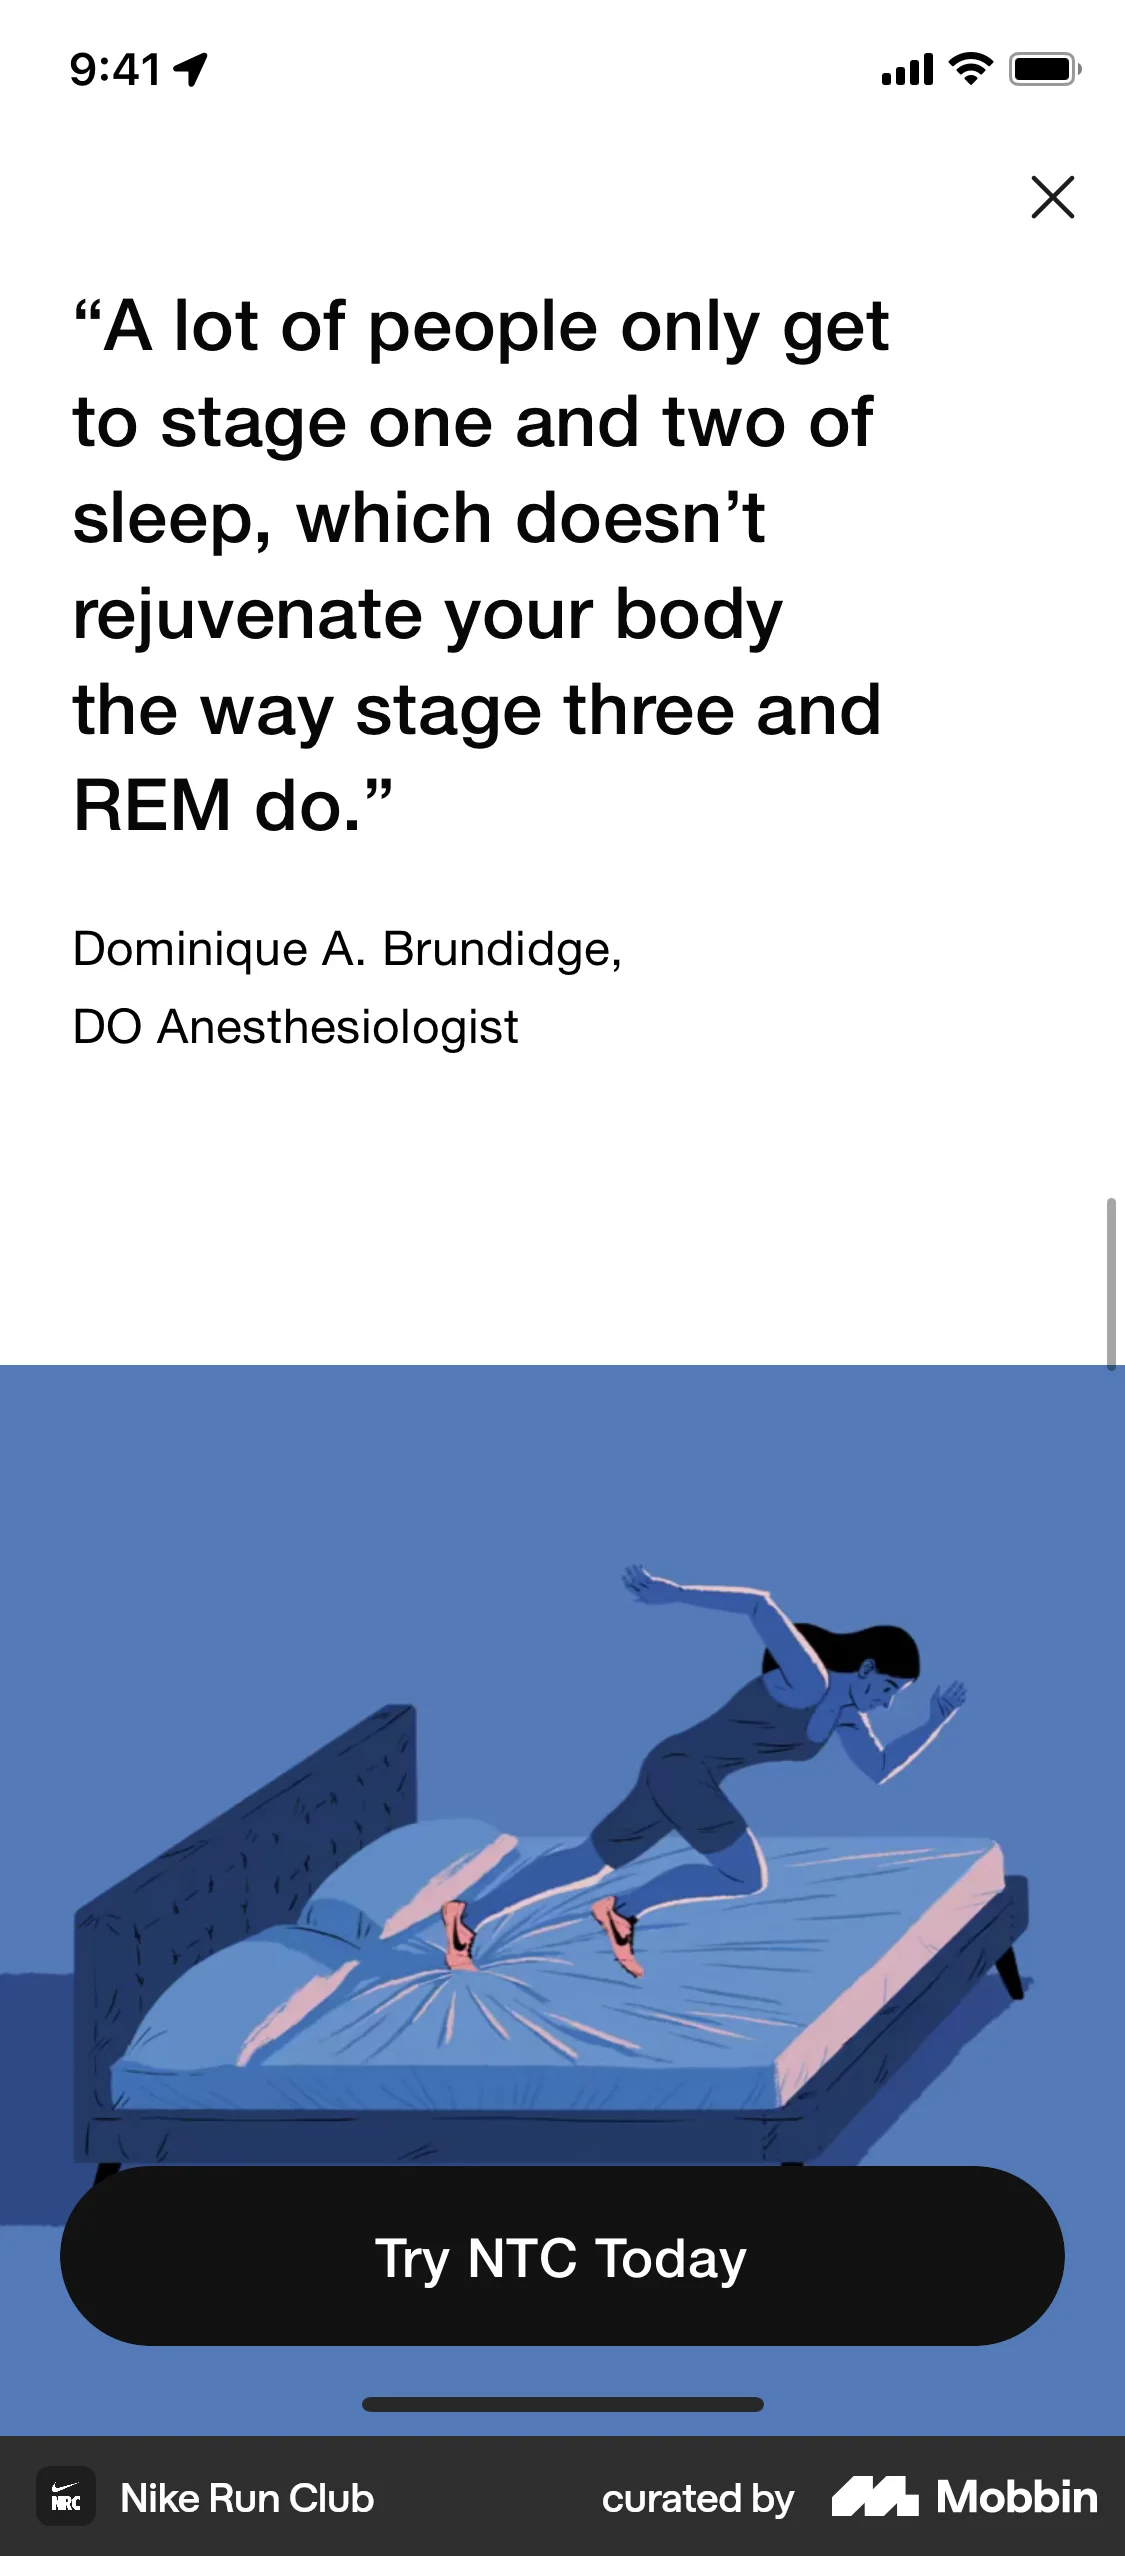 9:41
“A lot of people only get
to stage one and two of
sleep, which doesn’t
rejuvenate your body
the way stage three and
REM do.”
Dominique A. Brundidge,
DO Anesthesiologist
Try NTC Today
NRC
Nike Run Club
curated by
Mobbin